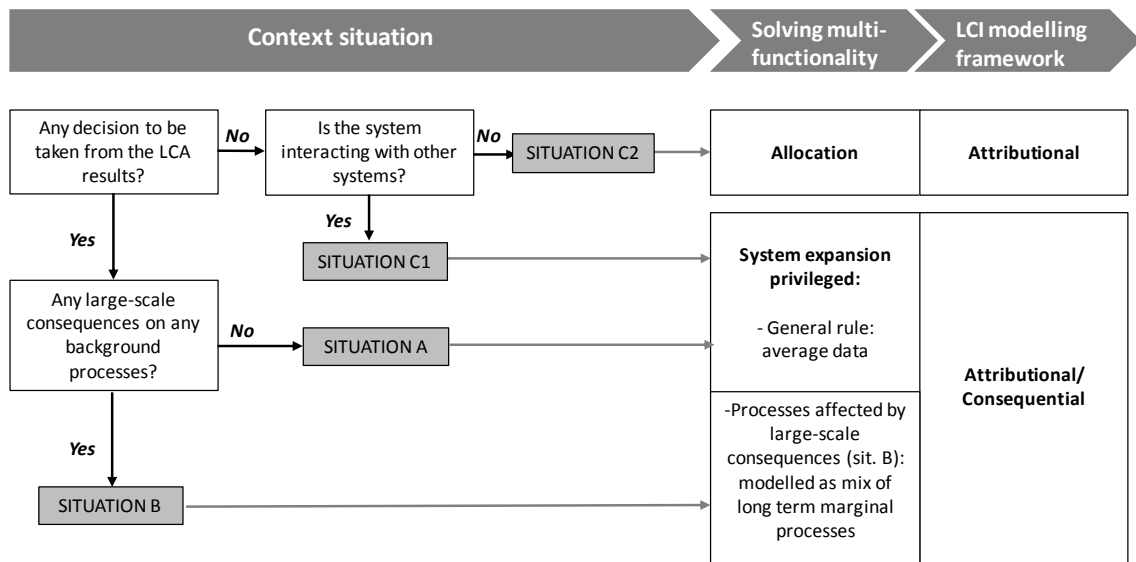 Context situation
Solving multi-
functionality
LCI modelling
framework
Any decision to be
taken from the LCA
results?
No
Is the system
interacting with other
systems?
No
SITUATION C2
Allocation
Attributional
Yes
Yes
SITUATION C1
System expansion
privileged:
- General rule:
average data
Any large-scale
consequences on any
background
processes?
No
SITUATION A
Attributional/
Consequential
Yes
-Processes affected by
large-scale
consequences (sit. B):
modelled as mix of
long term marginal
processes
SITUATION B